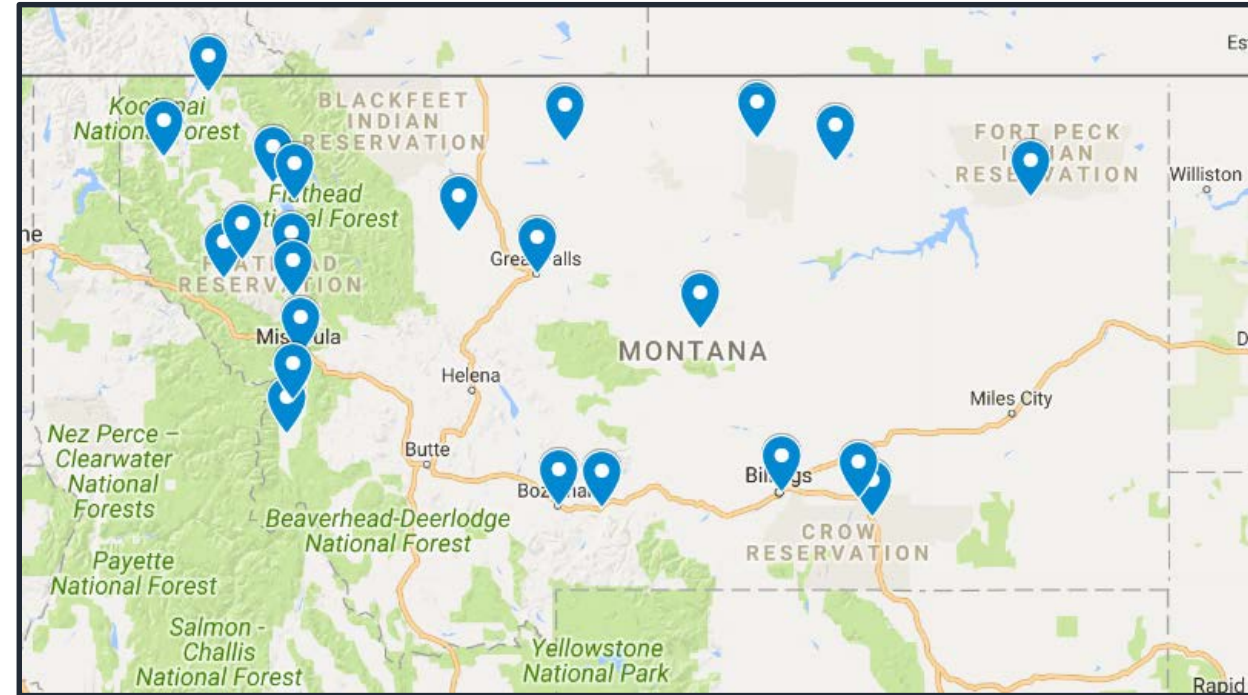 Es
Kootenai
National Forest
BLACKFEET
INDIAN
RESERVATION
FORT PECK
INDIAN
RESERVATION
Williston
Flathead
National Forest
ne
Great Falls
FLATHEAD
RESERVATION
Missoula
MONTANA
D
Helena
Miles City
Nez Perce –
Clearwater
National
Forests
Butte
Billings
Bozeman
Beaverhead-Deerlodge
National Forest
CROW
RESERVATION
Payette
National Forest
Salmon -
Challis
National Forest
Yellowstone
National Park
Rapid